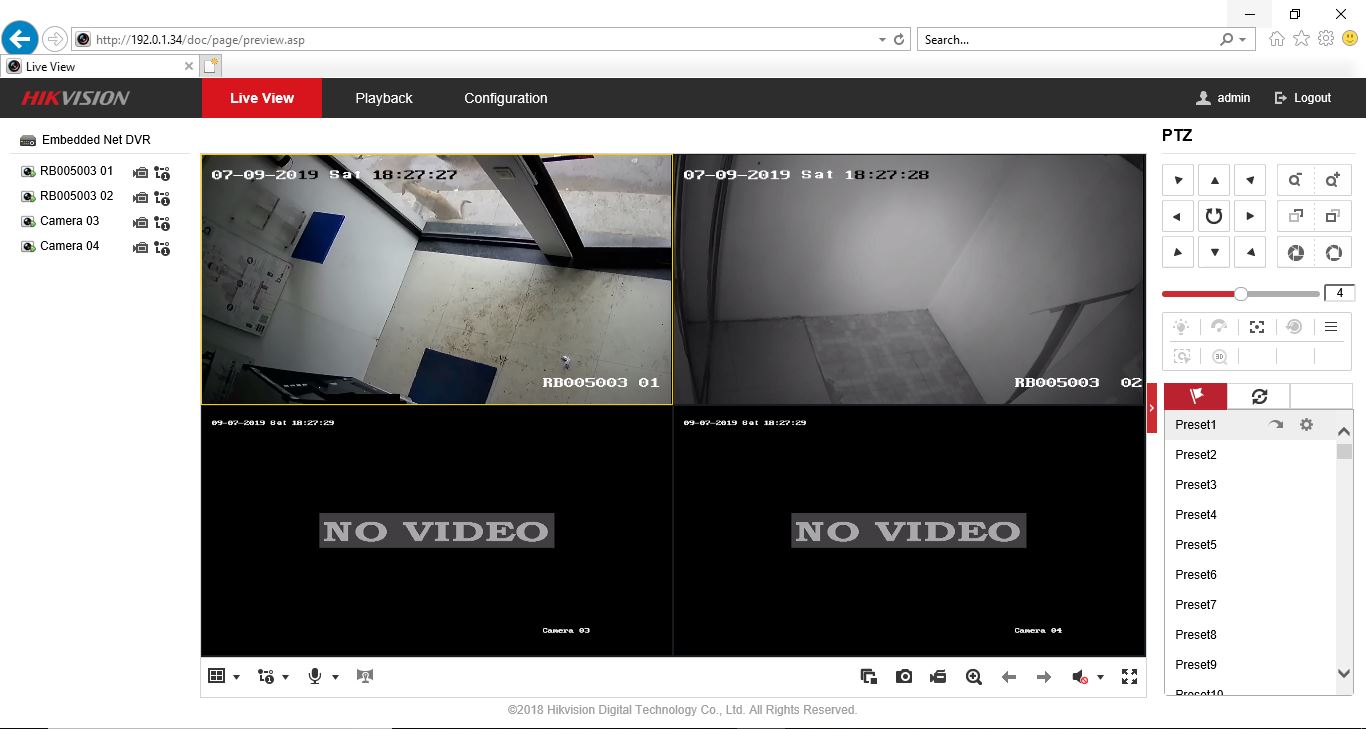 http://192.0.1.34/doc/page/preview.asp
Search...
Live View
HIKVISION
Live View
Playback
Configuration
admin
Logout
Embedded Net DVR
RB005003 01
RB005003 02
Camera 03
Camera 04
07-09-2019 Sat 18:27:27
RB005003 01
07-09-2019 Sat 18:27:28
RB005003 02
09-07-2019 Sat 18:27:29
NO VIDEO
Camera 03
09-07-2019 Sat 18:27:29
NO VIDEO
Camera 04
PTZ
4
3D
Preset1
Preset2
Preset3
Preset4
Preset5
Preset6
Preset7
Preset8
Preset9
Preset10
©2018 Hikvision Digital Technology Co., Ltd. All Rights Reserved.